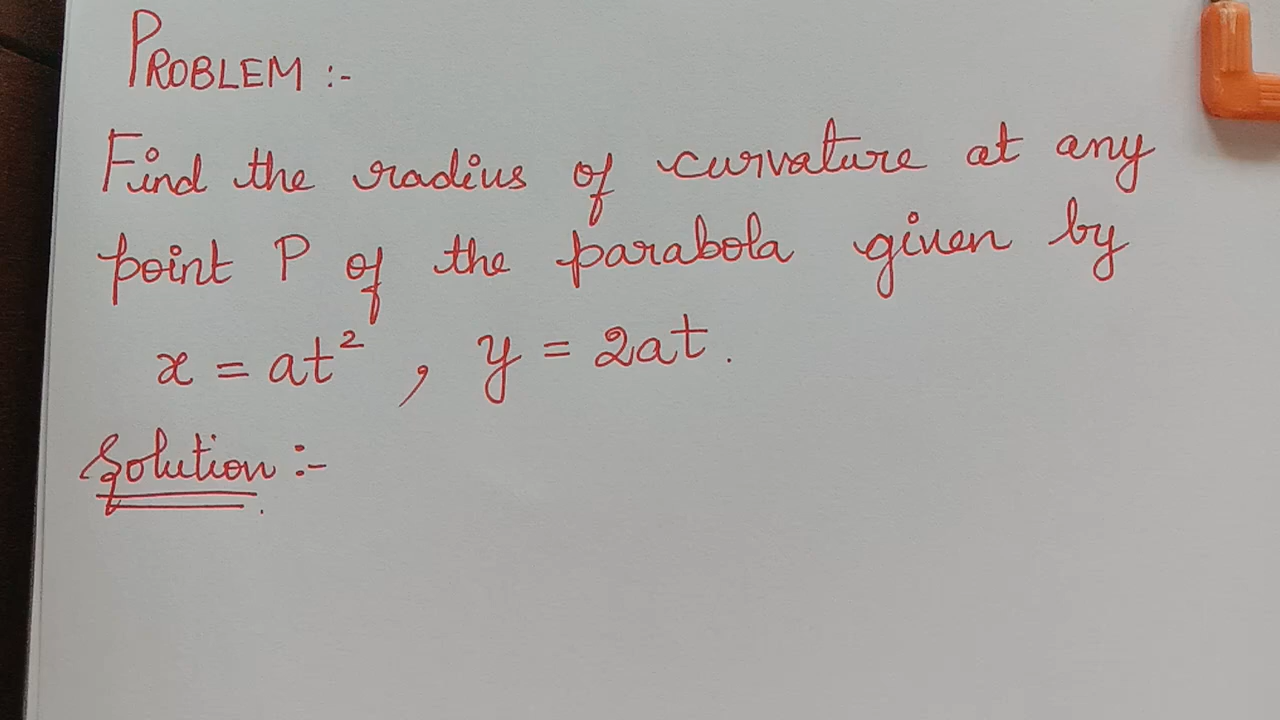 PROBLEM :-
Find the radius of curvature at any
point P of the parabola given by
x = at² , y = 2at .
Solution :-